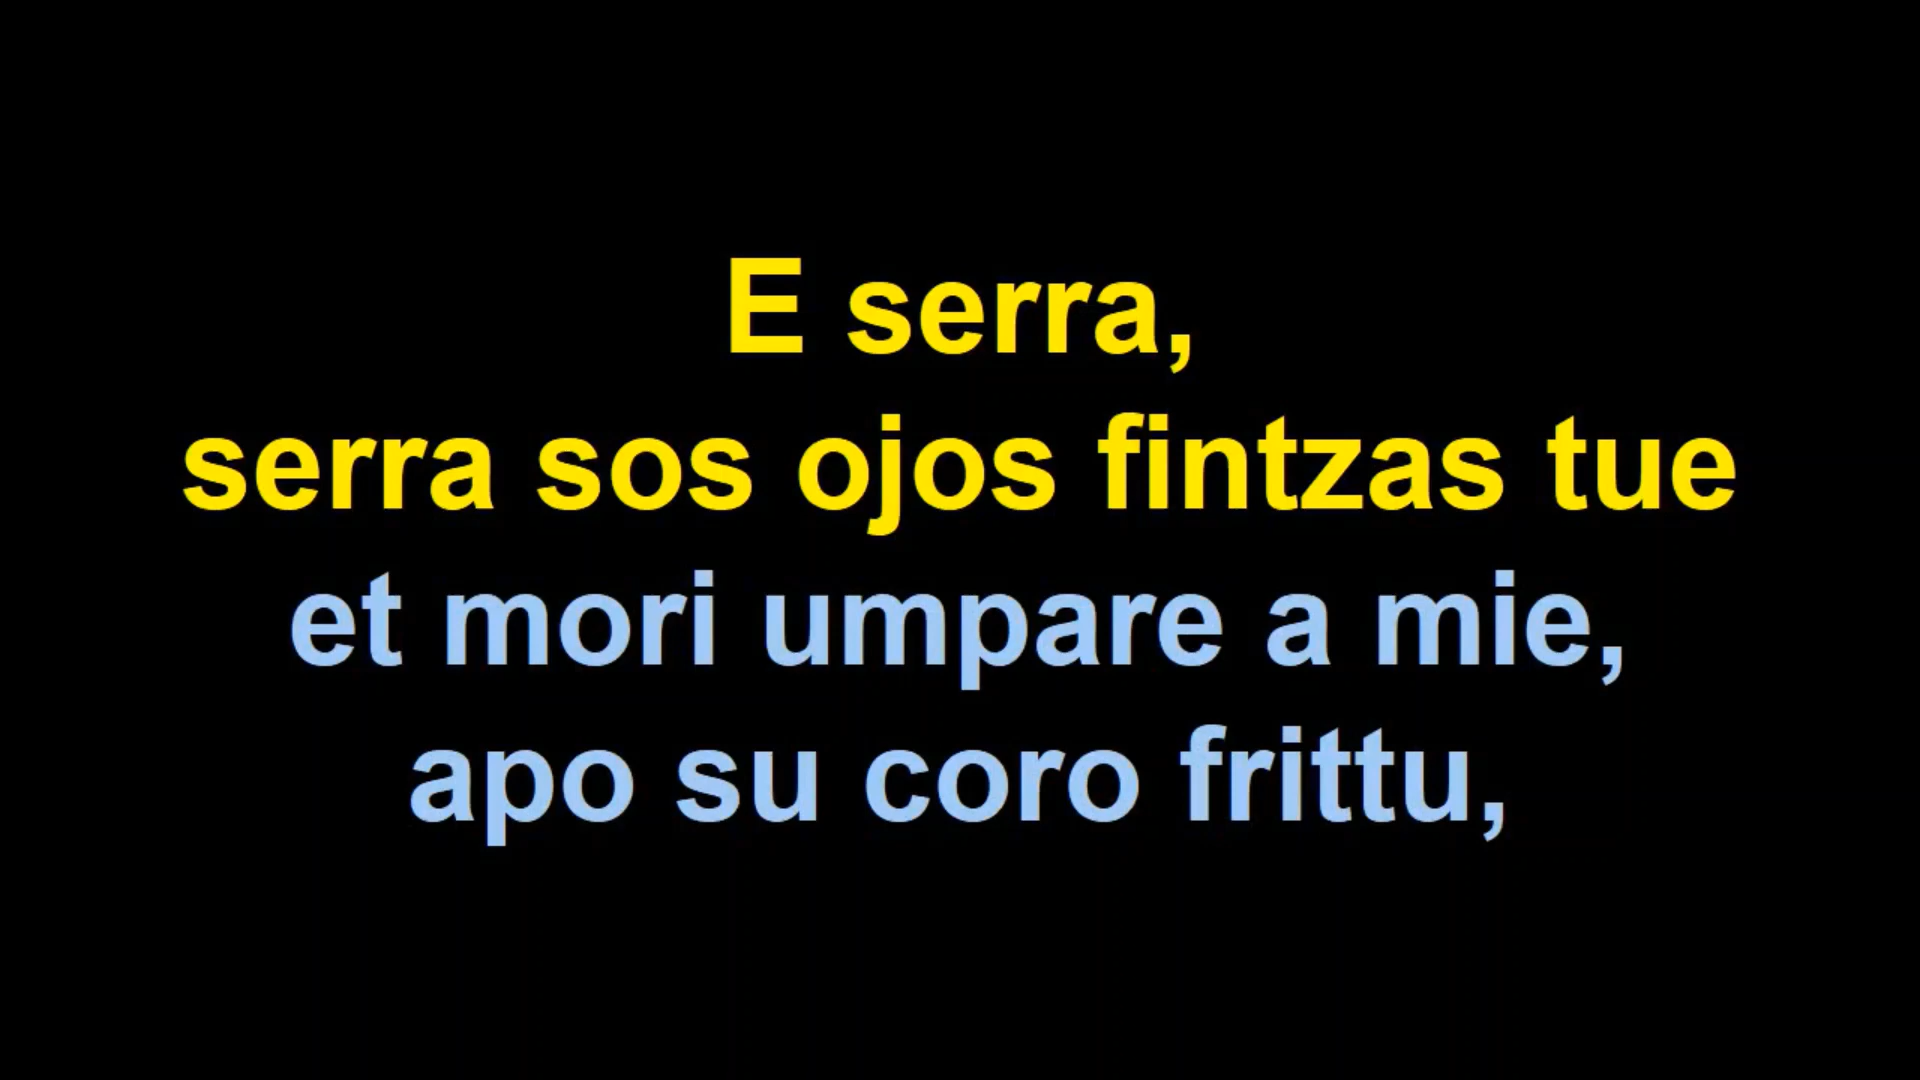 E serra,
serra sos ojos fintzas tue
et mori umpare a mie,
apo su coro frittu,